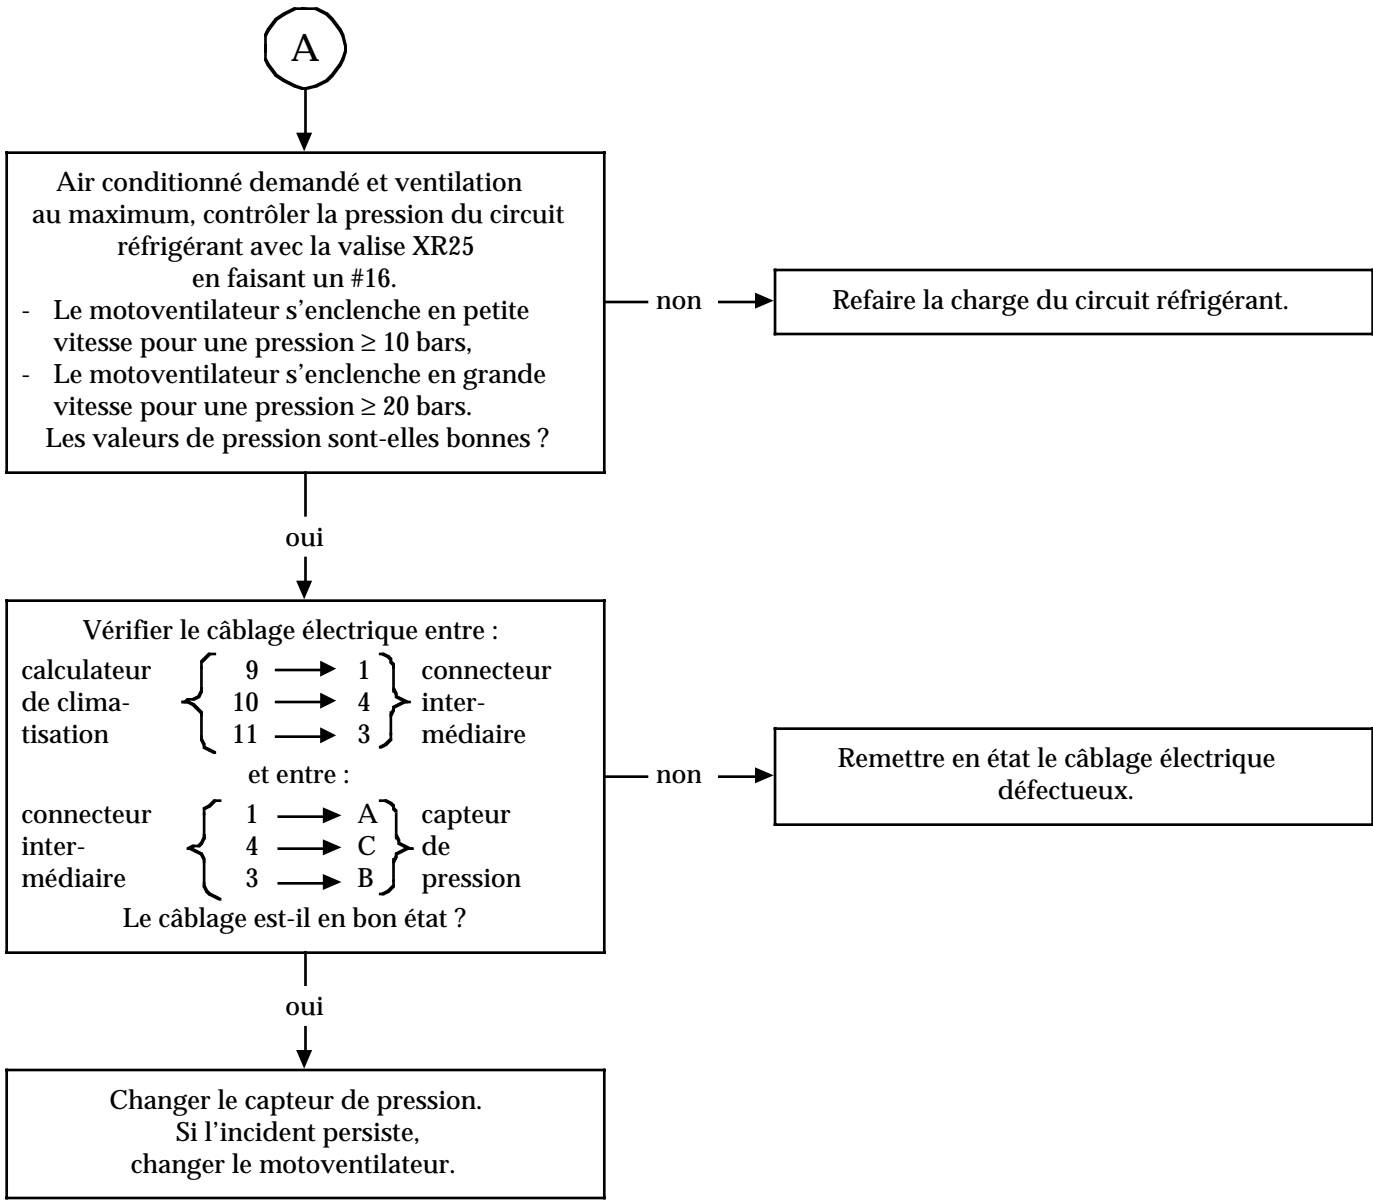 A
Air conditionné demandé et ventilation
au maximum, contrôler la pression du circuit
réfrigérant avec la valise XR25
en faisant un #16.
- Le motoventilateur s’enclenche en petite
vitesse pour une pression ≥ 10 bars,
- Le motoventilateur s’enclenche en grande
vitesse pour une pression ≥ 20 bars.
Les valeurs de pression sont-elles bonnes ?
non
Refaire la charge du circuit réfrigérant.
oui
Vérifier le câblage électrique entre :
calculateur 9 1 connecteur
de clima- 10 4 inter-
tisation 11 3 médiaire
et entre :
connecteur 1 A capteur
inter- 4 C de
médiaire 3 B pression
Le câblage est-il en bon état ?
non
Remettre en état le câblage électrique
défectueux.
oui
Changer le capteur de pression.
Si l’incident persiste,
changer le motoventilateur.